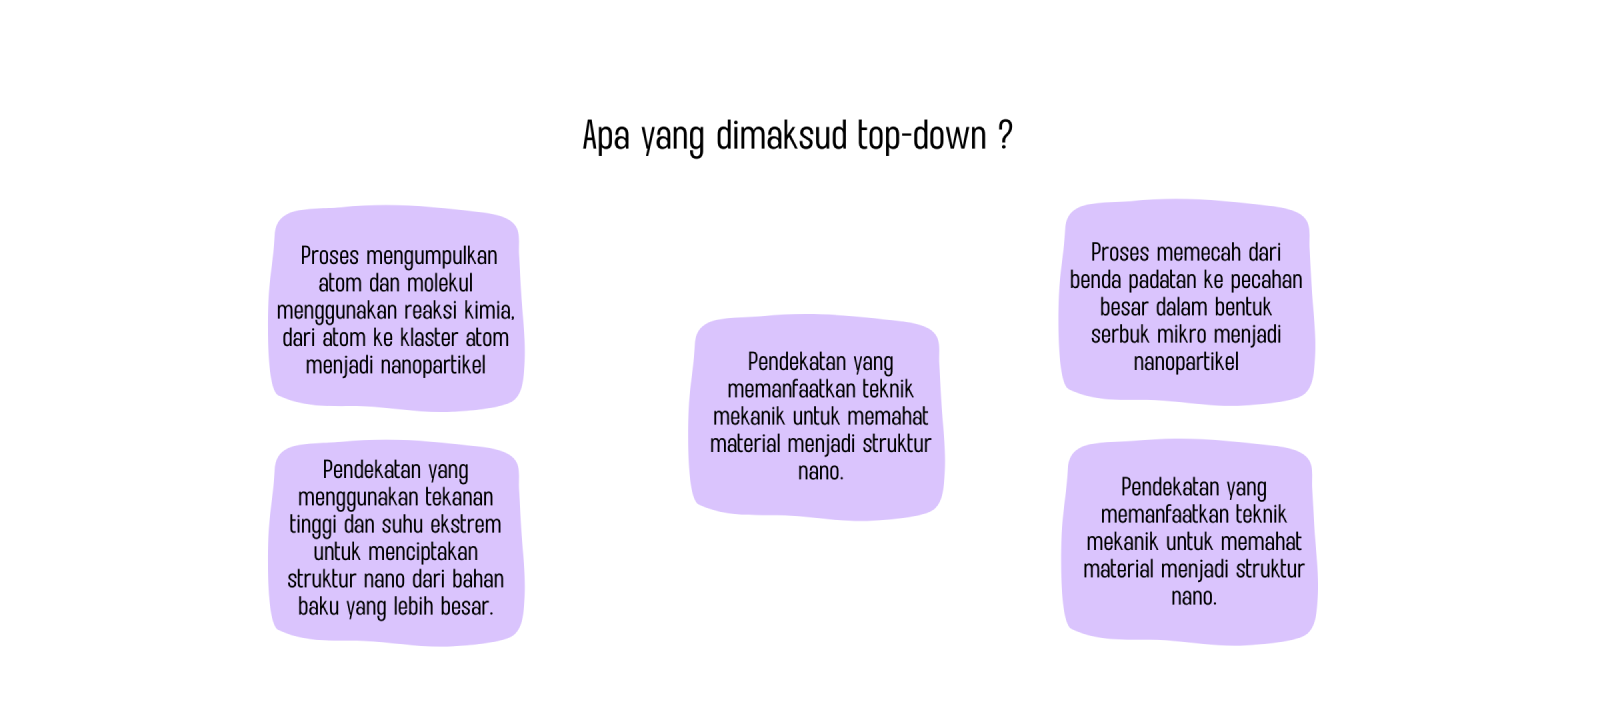 Apa yang dimaksud top-down ?
Proses mengumpulkan
atom dan molekul
menggunakan reaksi kimia,
dari atom ke klaster atom
menjadi nanopartikel
Pendekatan yang
menggunakan tekanan
tinggi dan suhu ekstrem
untuk menciptakan
struktur nano dari bahan
baku yang lebih besar.
Pendekatan yang
memanfaatkan teknik
mekanik untuk memahat
material menjadi struktur
nano.
Proses memecah dari
benda padatan ke pecahan
besar dalam bentuk
serbuk mikro menjadi
nanopartikel
Pendekatan yang
memanfaatkan teknik
mekanik untuk memahat
material menjadi struktur
nano.